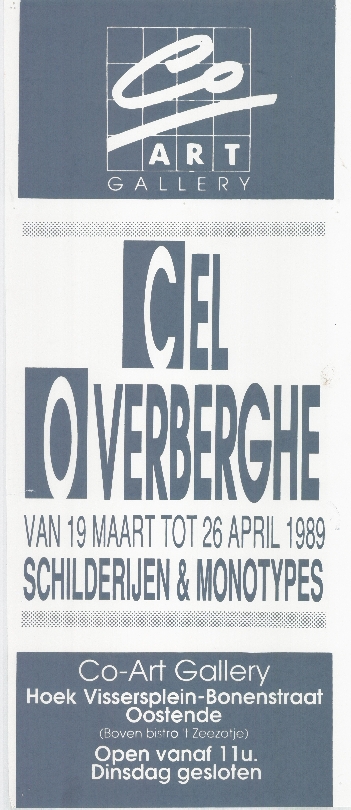 Co
ART
GALLERY
CEL
OVERBERGHE
VAN 19 MAART TOT 26 APRIL 1989
SCHILDERIJEN & MONOTYPES
Co-Art Gallery
Hoek Vissersplein-Bonenstraat
Oostende
(Boven bistro 't Zeezotje)
Open vanaf 11u.
Dinsdag gesloten